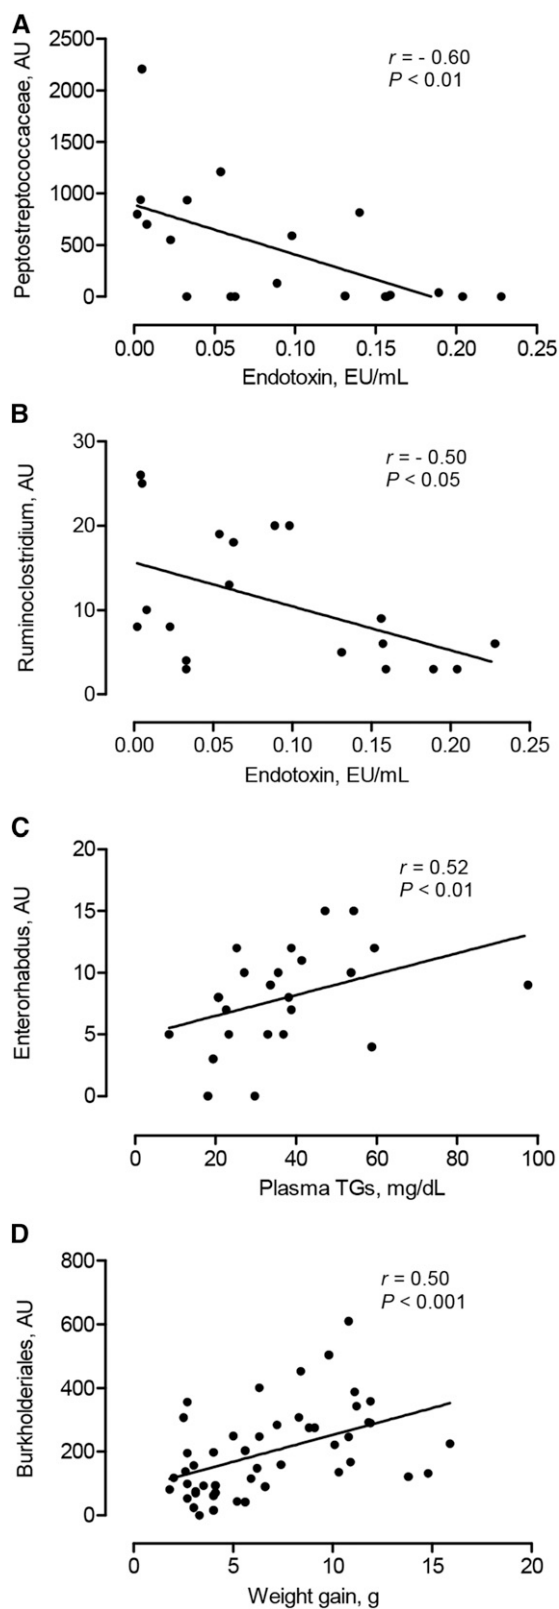 A
Peptostreptococcaceae, AU
2500
2000
1500
1000
500
0
r = - 0.60
P < 0.01
0.00 0.05 0.10 0.15 0.20 0.25
Endotoxin, EU/mL
B
Ruminoclostridium, AU
30
20
10
0
r = - 0.50
P < 0.05
0.00 0.05 0.10 0.15 0.20 0.25
Endotoxin, EU/mL
C
Enterorhabdus, AU
20
15
10
5
0
r = 0.52
P < 0.01
0 20 40 60 80 100
Plasma TGs, mg/dL
D
Burkholderiales, AU
800
600
400
200
0
r = 0.50
P < 0.001
0 5 10 15 20
Weight gain, g